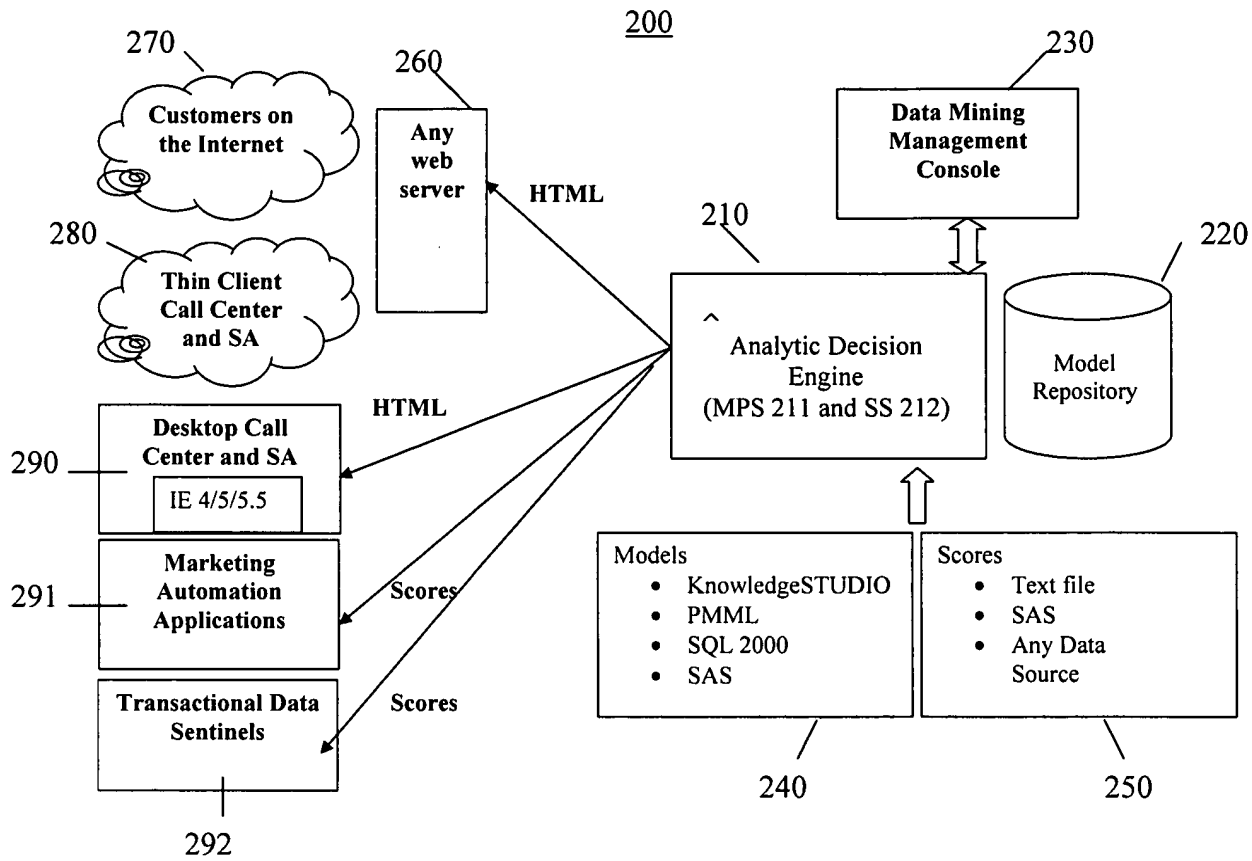 200
270
260
230
Customers on
the Internet
Any
web
server
Data Mining
Management
Console
HTML
210
220
280
Thin Client
Call Center
and SA
^
Analytic Decision
Engine
(MPS 211 and SS 212)
Model
Repository
HTML
Desktop Call
Center and SA
290
IE 4/5/5.5
Marketing
Automation
Applications
291
Scores
Models
• KnowledgeSTUDIO
• PMML
• SQL 2000
• SAS
Scores
• Text file
• SAS
• Any Data
Source
Transactional Data
Sentinels
Scores
240
250
292